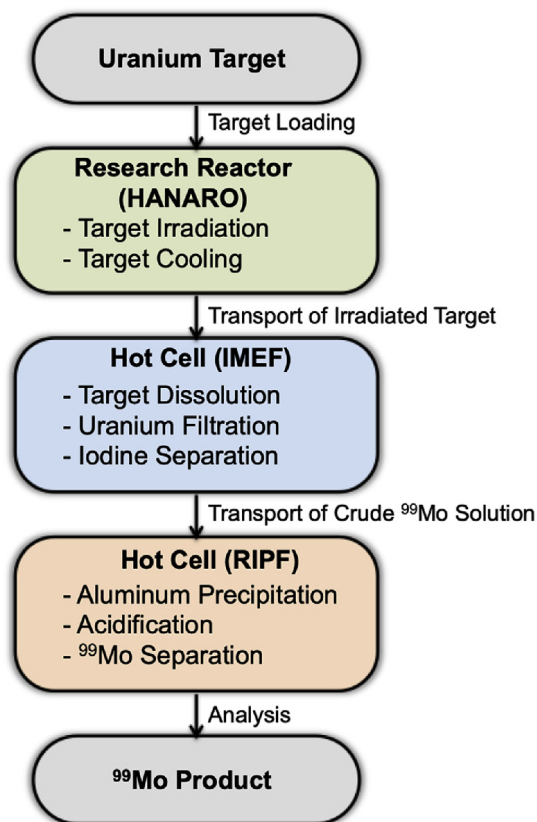 Uranium Target
Target Loading
Research Reactor
(HANARO)
- Target Irradiation
- Target Cooling
Transport of Irradiated Target
Hot Cell (IMEF)
- Target Dissolution
- Uranium Filtration
- Iodine Separation
Transport of Crude ⁹⁹Mo Solution
Hot Cell (RIPF)
- Aluminum Precipitation
- Acidification
- ⁹⁹Mo Separation
Analysis
⁹⁹Mo Product